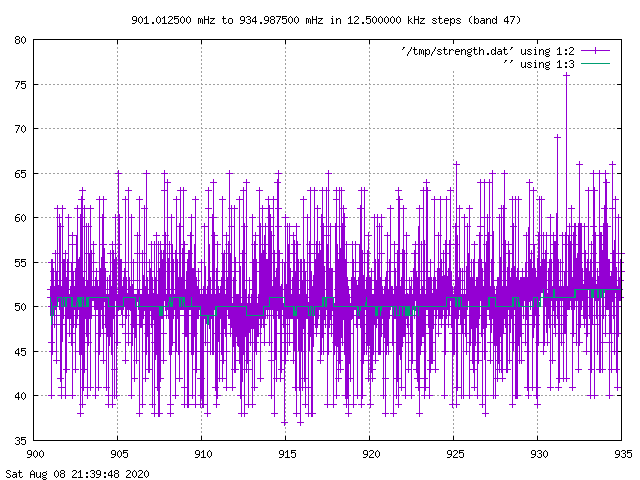 901.012500 mHz to 934.987500 mHz in 12.500000 kHz steps (band 47)
80
'/tmp/strength.dat' using 1:2
'' using 1:3
75
70
65
60
55
50
45
40
35
900 905 910 915 920 925 930 935
Sat Aug 08 21:39:48 2020